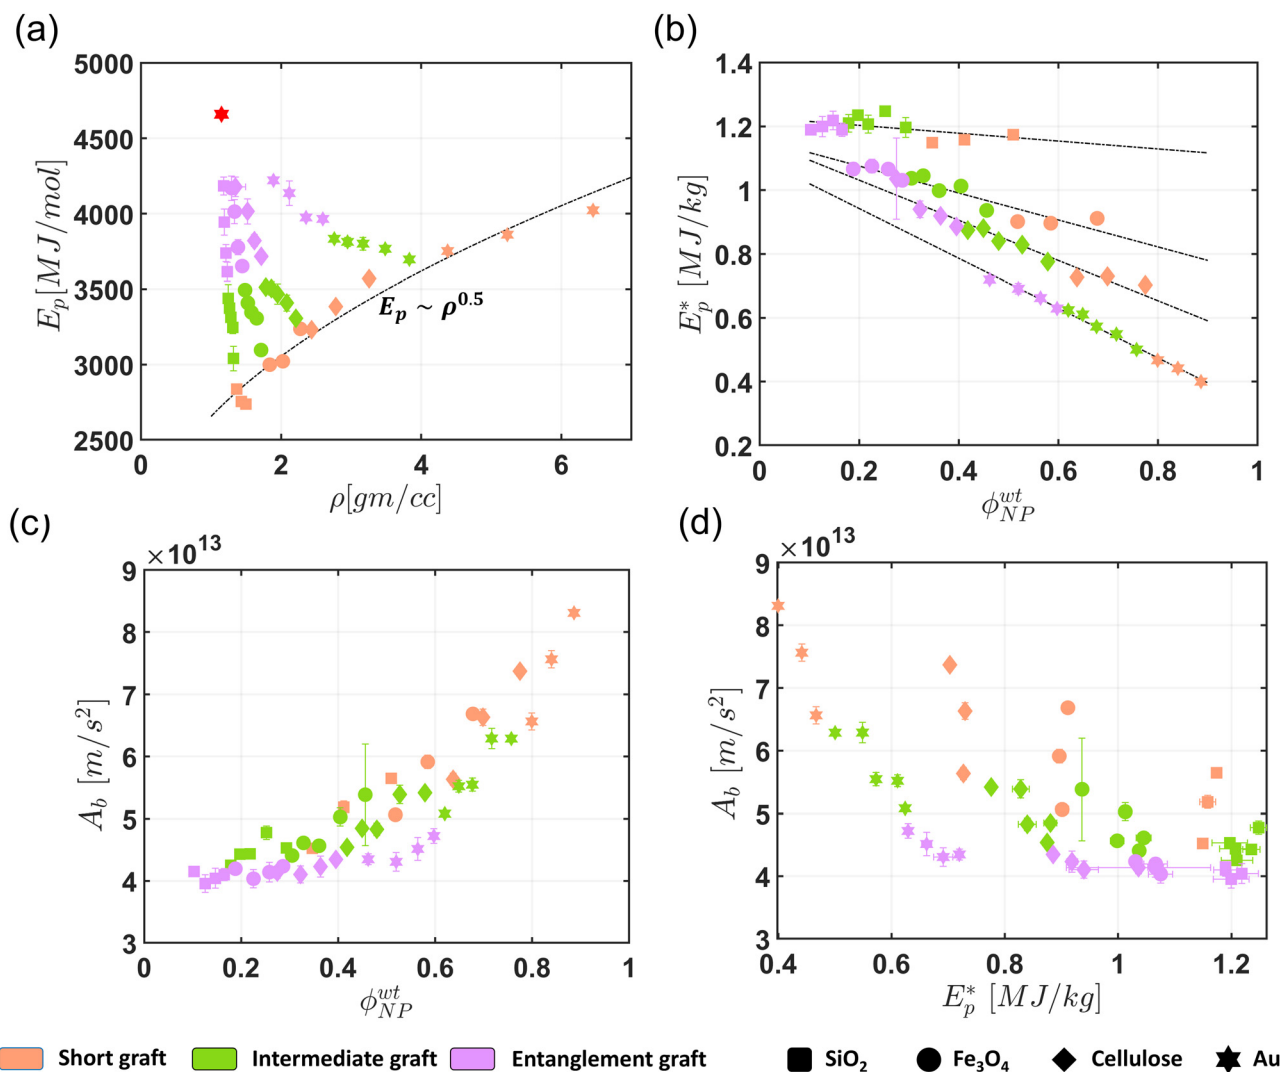 (a)
5000
4500
4000
3500
3000
2500
E_p[MJ/mol]
E_p ~ ρ^0.5
0 2 4 6
ρ[gm/cc]
(b)
1.4
1.2
1
0.8
0.6
0.4
0.2
E_p^* [MJ/kg]
0 0.2 0.4 0.6 0.8 1
ϕ_NP^wt
(c)
×10^13
9
8
7
6
5
4
3
A_b [m/s^2]
0 0.2 0.4 0.6 0.8 1
ϕ_NP^wt
(d)
×10^13
9
8
7
6
5
4
3
A_b [m/s^2]
0.4 0.6 0.8 1 1.2
E_p^* [MJ/kg]
Short graft Intermediate graft Entanglement graft SiO₂ Fe₃O₄ Cellulose Au